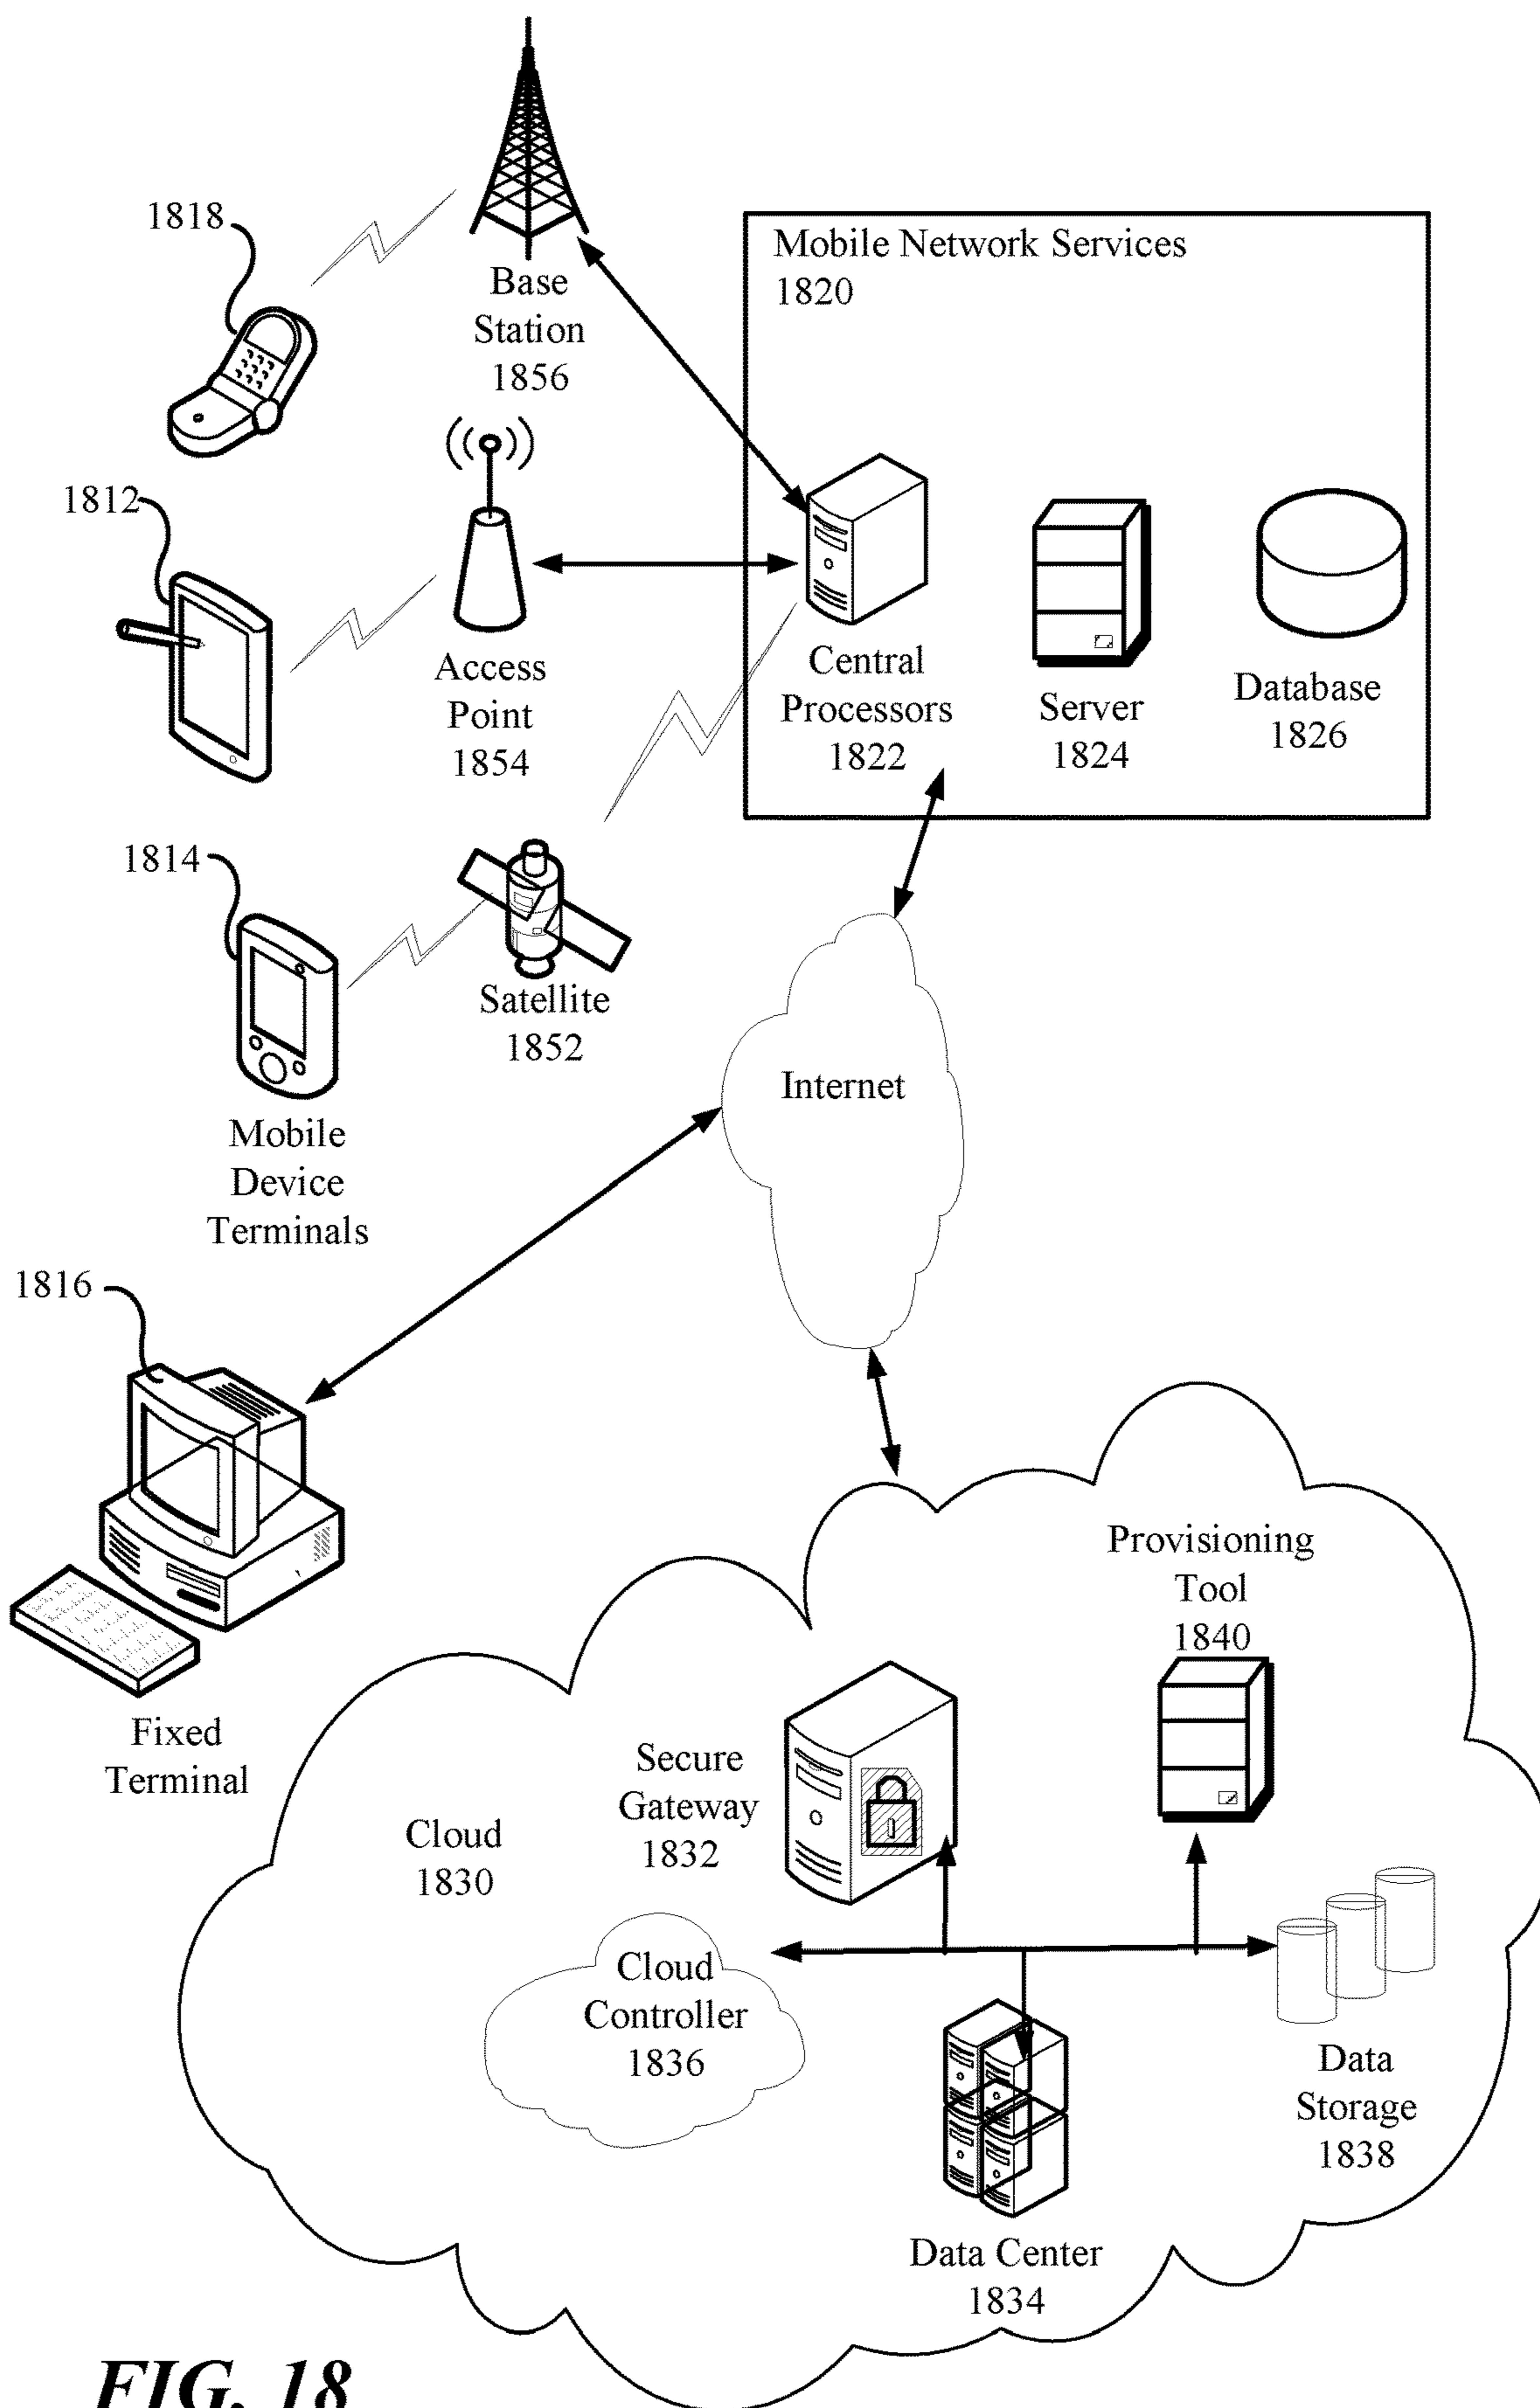 1818
Base
Station
1856
Mobile Network Services
1820
1812
Access
Point
1854
Central
Processors
1822
Server
1824
Database
1826
1814
Satellite
1852
Mobile
Device
Terminals
Internet
1816
Fixed
Terminal
Provisioning
Tool
1840
Secure
Gateway
1832
Cloud
1830
Cloud
Controller
1836
Data
Storage
1838
Data Center
1834
FIG. 18